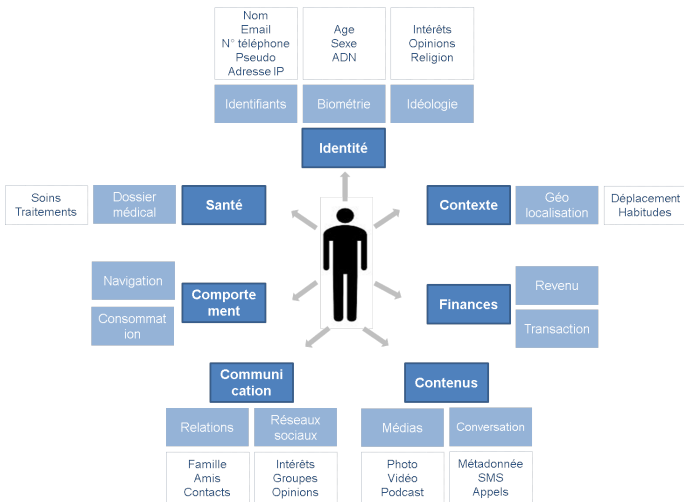 Nom
Email
N° téléphone
Pseudo
Adresse IP
Age
Sexe
ADN
Intérêts
Opinions
Religion
Identifiants
Biométrie
Idéologie
Identité
Soins
Traitements
Dossier
médical
Santé
Contexte
Géo
localisation
Déplacement
Habitudes
Navigation
Consommat
ion
Comporte
ment
Finances
Revenu
Transaction
Communi
cation
Contenus
Relations
Réseaux
sociaux
Médias
Conversation
Famille
Amis
Contacts
Intérêts
Groupes
Opinions
Photo
Vidéo
Podcast
Métadonnée
SMS
Appels